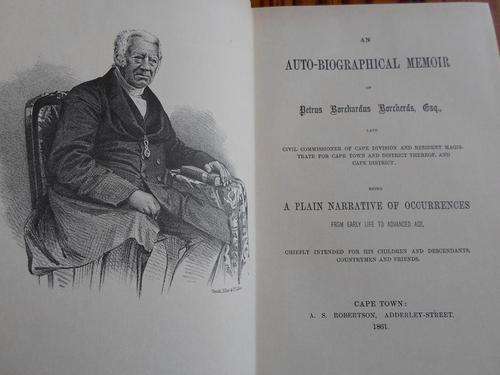 AN
AUTO-BIOGRAPHICAL MEMOIR
OF
Petrus Borchardus Borcherds, Esq.,
LATE
CIVIL COMMISSIONER OF CAPE DIVISION AND RESIDENT MAGIS-
TRATE FOR CAPE TOWN AND DISTRICT THEREOF, AND
CAPE DISTRICT.
BEING
A PLAIN NARRATIVE OF OCCURRENCES
FROM EARLY LIFE TO ADVANCED AGE,
CHIEFLY INTENDED FOR HIS CHILDREN AND DESCENDANTS,
COUNTRYMEN AND FRIENDS.
CAPE TOWN:
A. S. ROBERTSON, ADDERLEY-STREET.
1861.